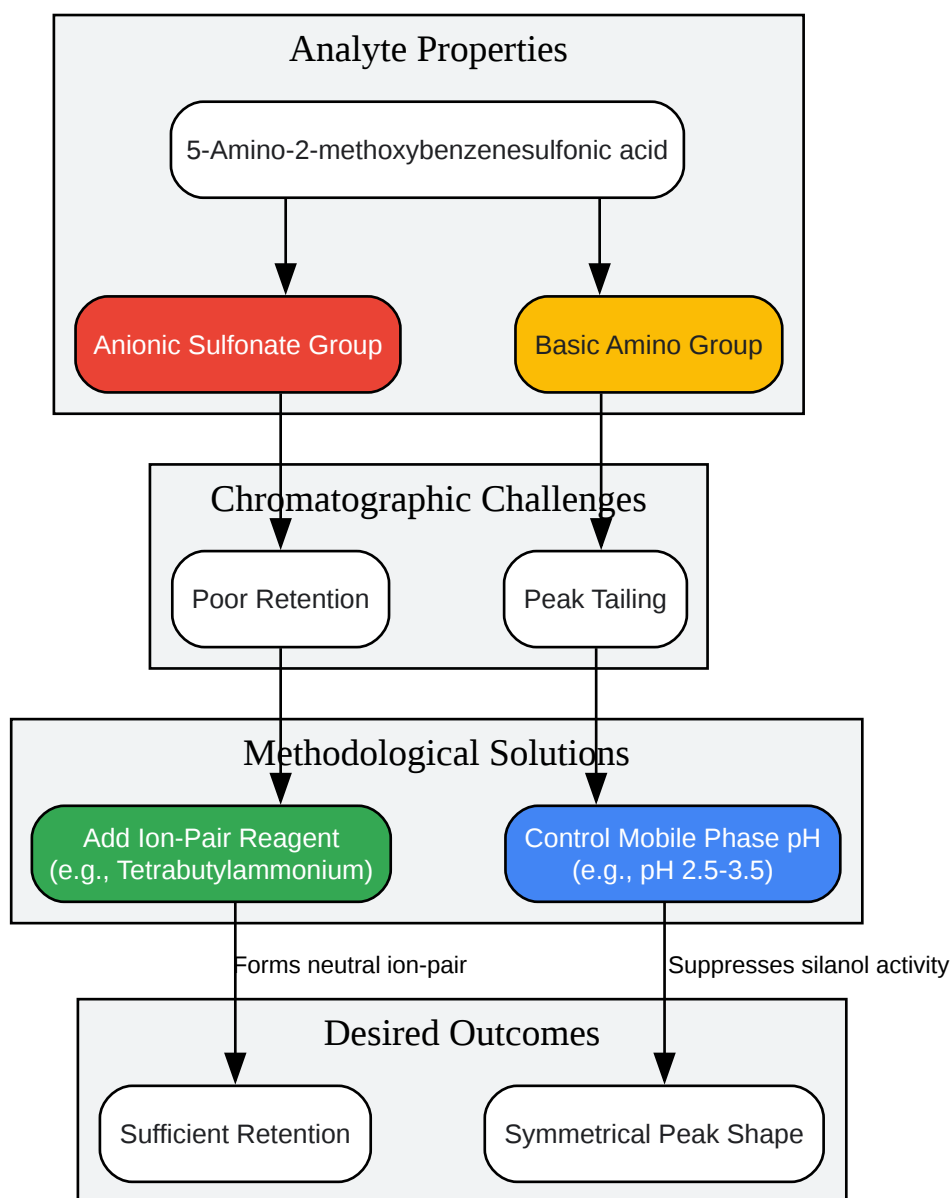 Analyte Properties
5-Amino-2-methoxybenzenesulfonic acid
Anionic Sulfonate Group
Basic Amino Group
Chromatographic Challenges
Poor Retention
Peak Tailing
Methodological Solutions
Add Ion-Pair Reagent
(e.g., Tetrabutylammonium)
Control Mobile Phase pH
(e.g., pH 2.5-3.5)
Forms neutral ion-pair
Suppresses silanol activity
Desired Outcomes
Sufficient Retention
Symmetrical Peak Shape